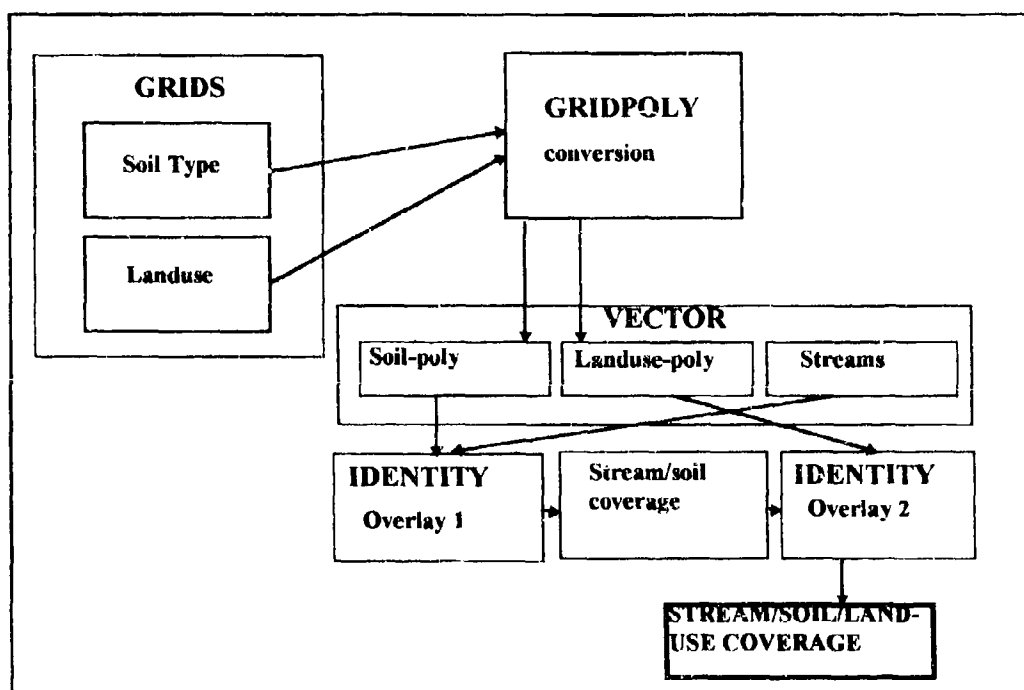 GRIDS
Soil Type
Landuse
GRIDPOLY
conversion
VECTOR
Soil-poly
Landuse-poly
Streams
IDENTITY
Overlay 1
Stream/soil
coverage
IDENTITY
Overlay 2
STREAM/SOIL/LAND-
USE COVERAGE